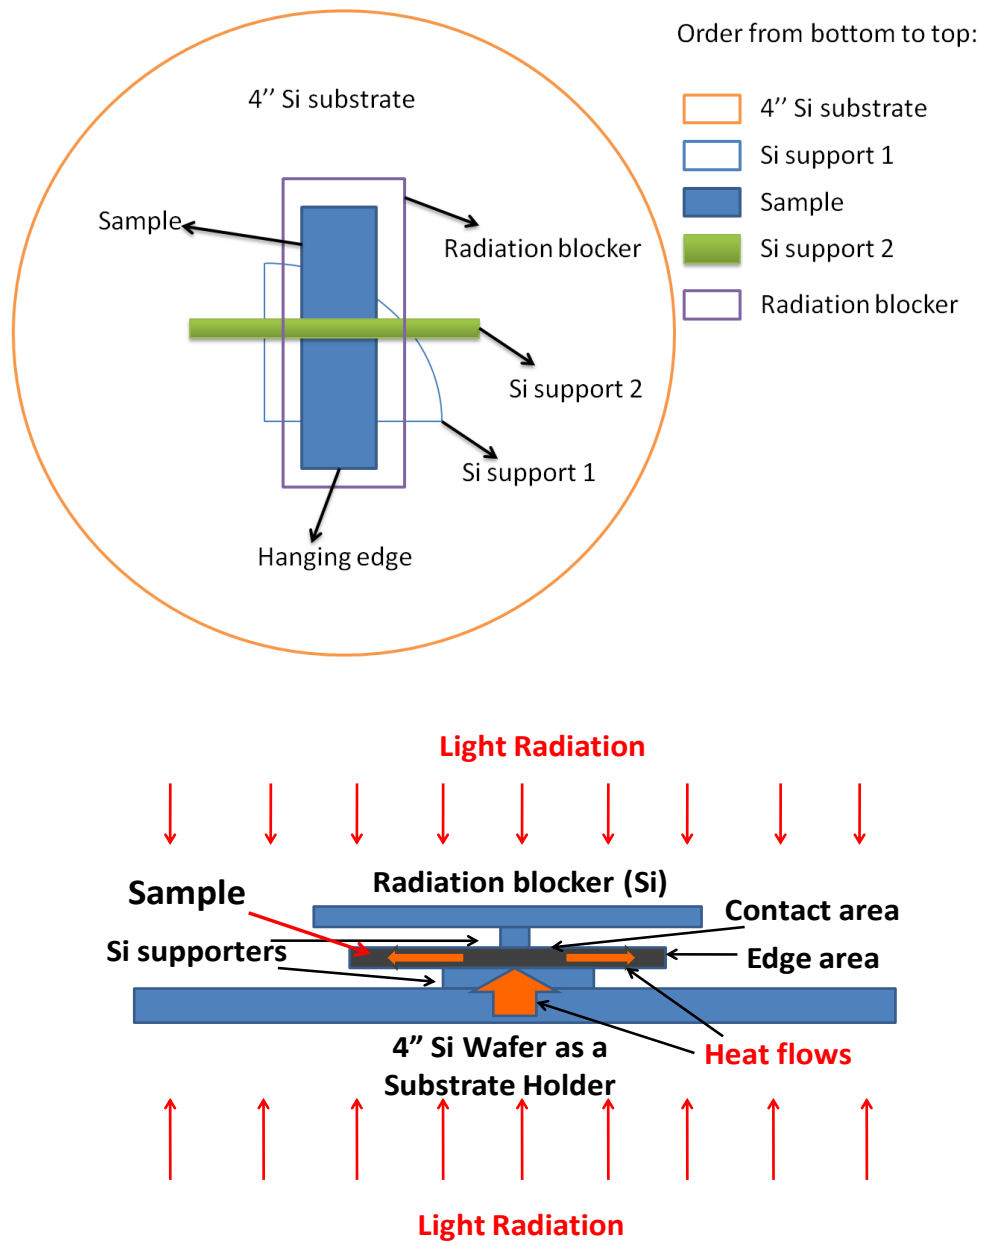 Order from bottom to top:
4’’ Si substrate
4’’ Si substrate
Si support 1
Sample
Sample
Si support 2
Radiation blocker
Radiation blocker
Si support 2
Si support 1
Hanging edge
Light Radiation
Radiation blocker (Si)
Sample
Contact area
Si supporters
Edge area
4” Si Wafer as a
Substrate Holder
Heat flows
Light Radiation